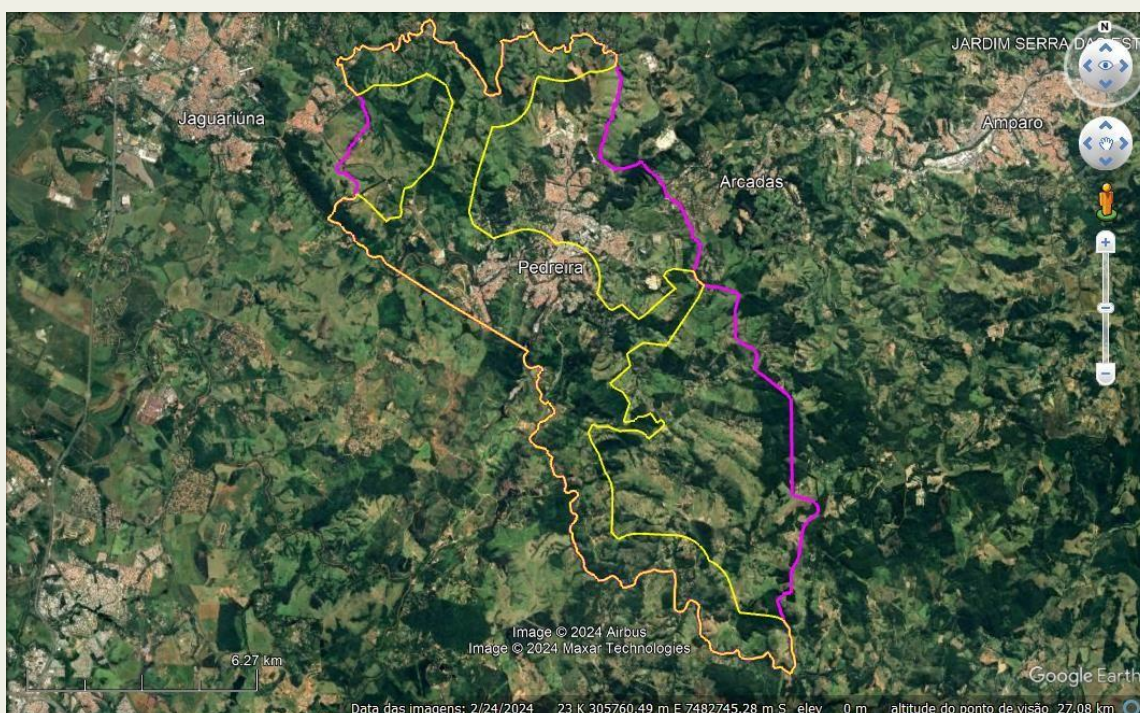 JARDIM SERRA DAS EST
N
Jaguariúna
Amparo
Arcadas
Pedreira
Image © 2024 Airbus
Image © 2024 Maxar Technologies
6.27 km
Google Earth
Data das imagens: 2/24/2024 23 K 305760.49 m E 7482745.28 m S elev 0 m altitude do ponto de visão 27.08 km